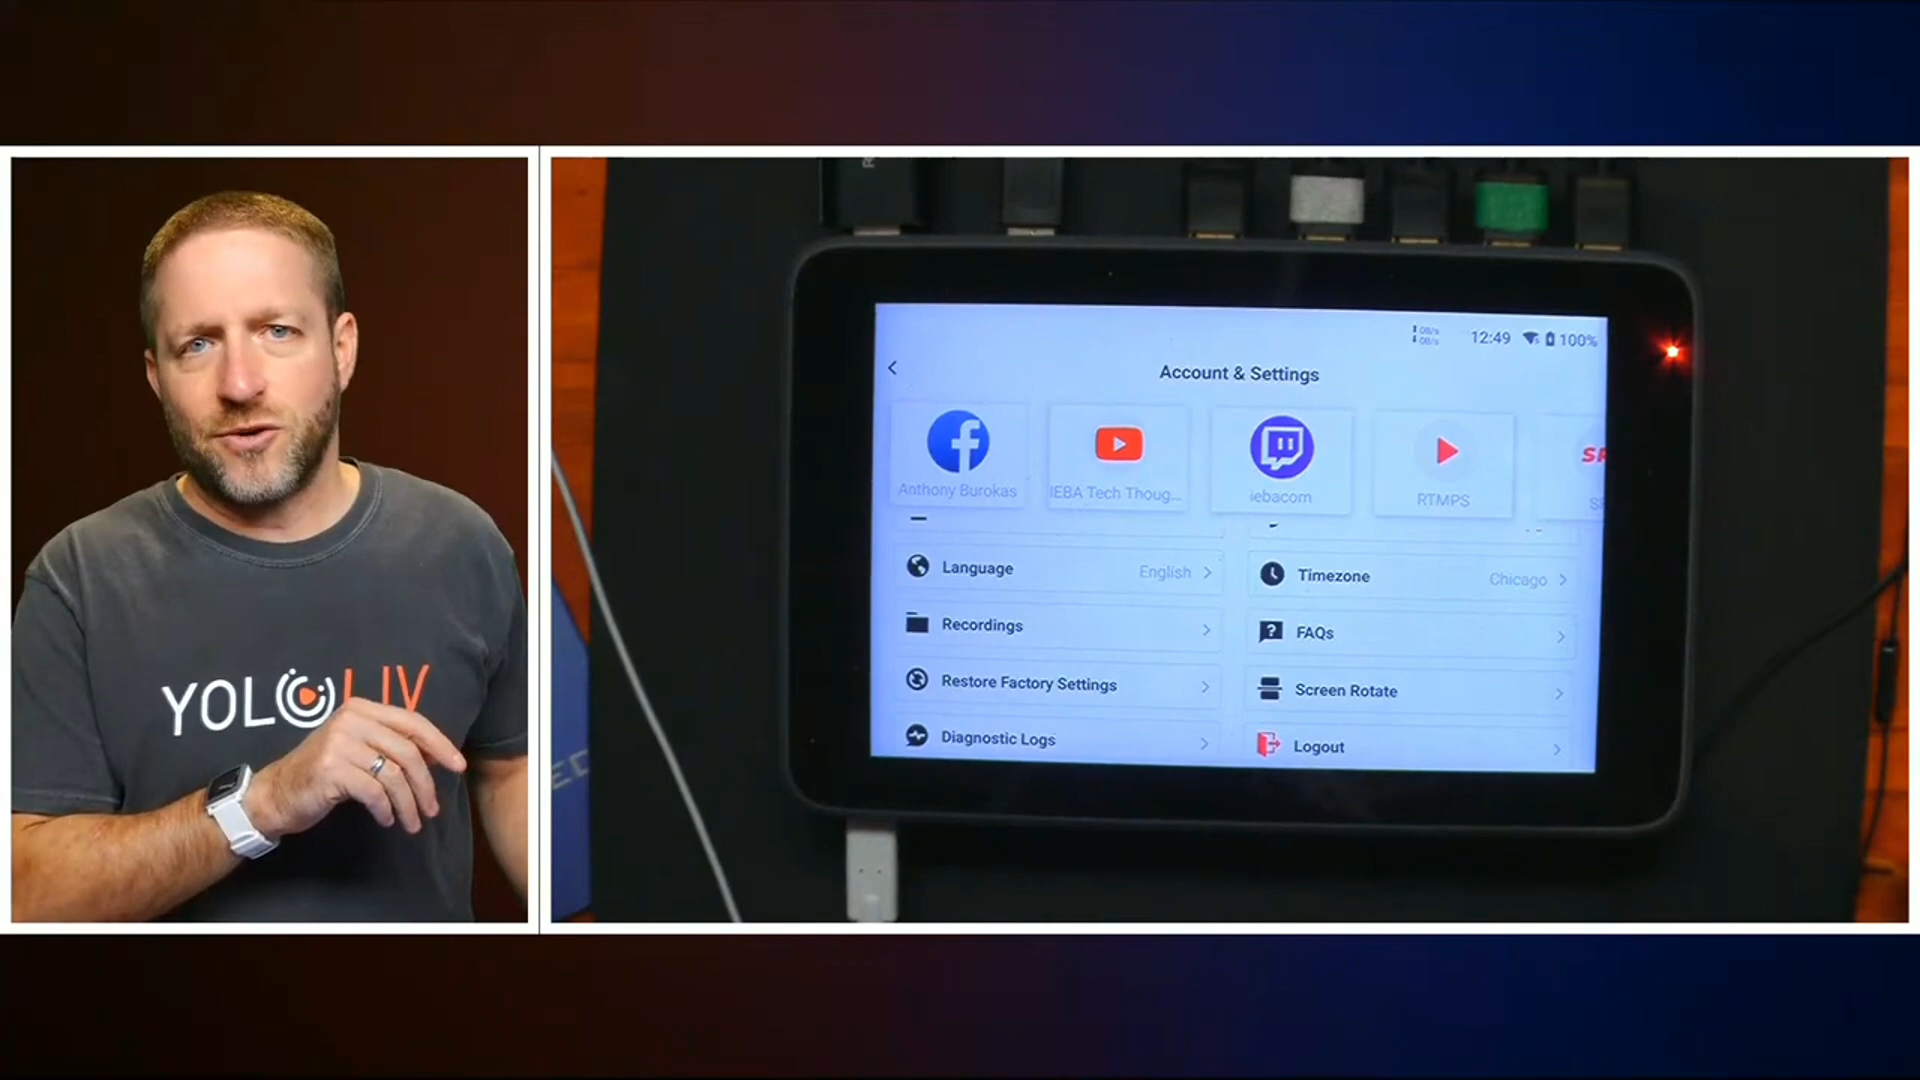 YOLOLIV
12:49 100%
Account & Settings
Anthony Burokas
IEBA Tech Thoug...
iebacom
RTMPS
Language English
Timezone Chicago
Recordings
FAQs
Restore Factory Settings
Screen Rotate
Diagnostic Logs
Logout